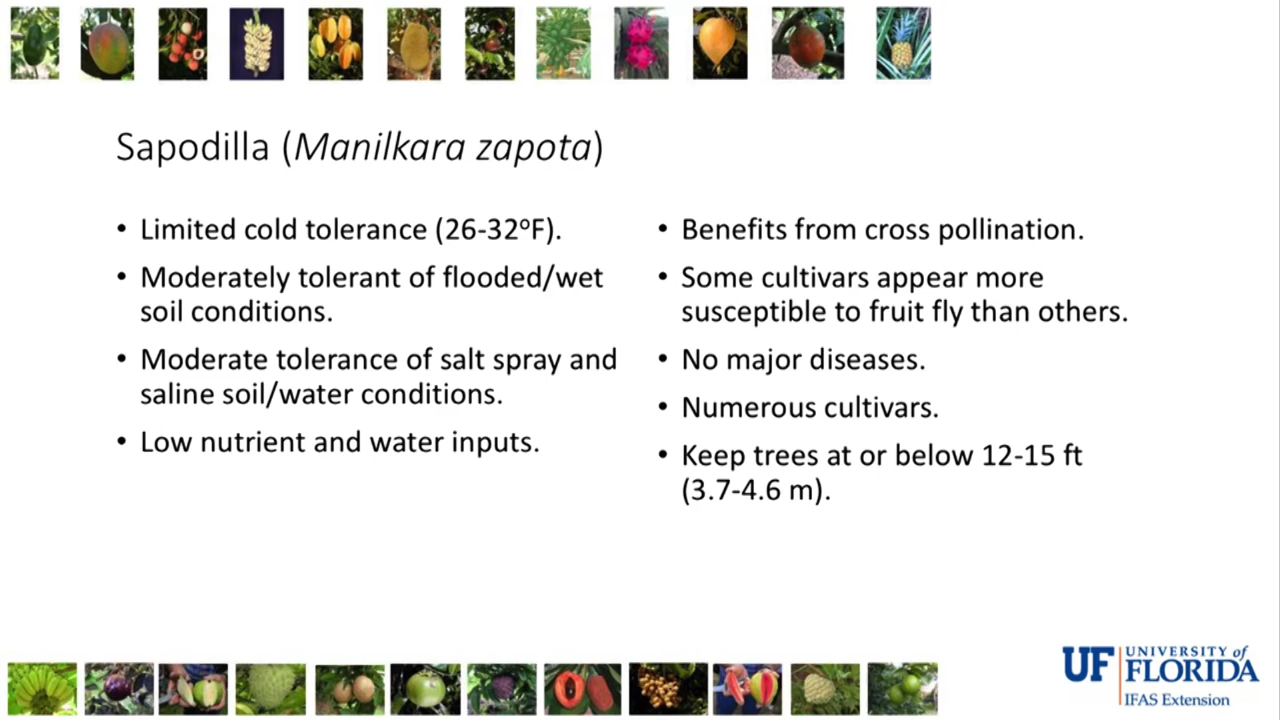 Sapodilla (Manilkara zapota)
• Limited cold tolerance (26-32ºF).
• Moderately tolerant of flooded/wet
soil conditions.
• Moderate tolerance of salt spray and
saline soil/water conditions.
• Low nutrient and water inputs.
• Benefits from cross pollination.
• Some cultivars appear more
susceptible to fruit fly than others.
• No major diseases.
• Numerous cultivars.
• Keep trees at or below 12-15 ft
(3.7-4.6 m).
UF UNIVERSITY of
FLORIDA
IFAS Extension